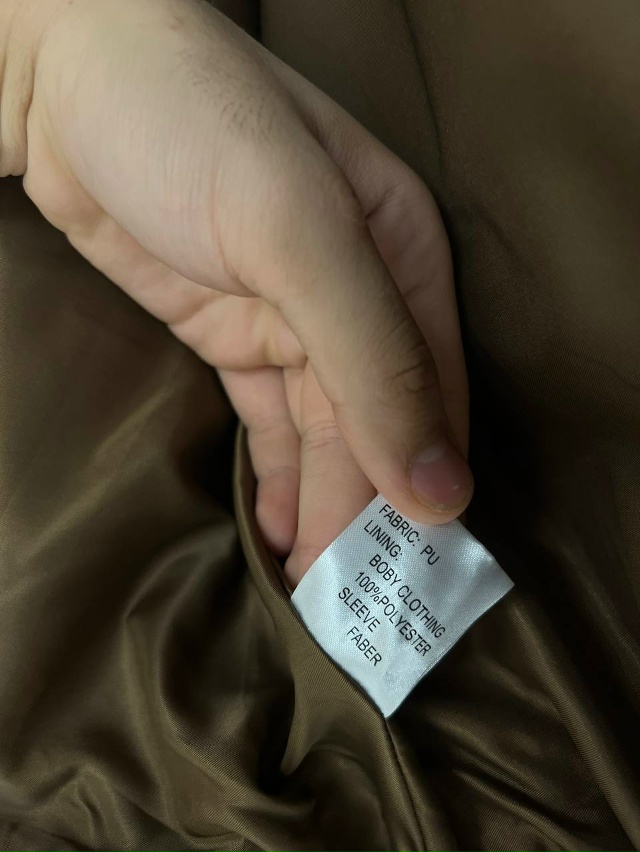 FABRIC: PU
LINING:
BOBY CLOTHING
100%POLYESTER
SLEEVE
FABER